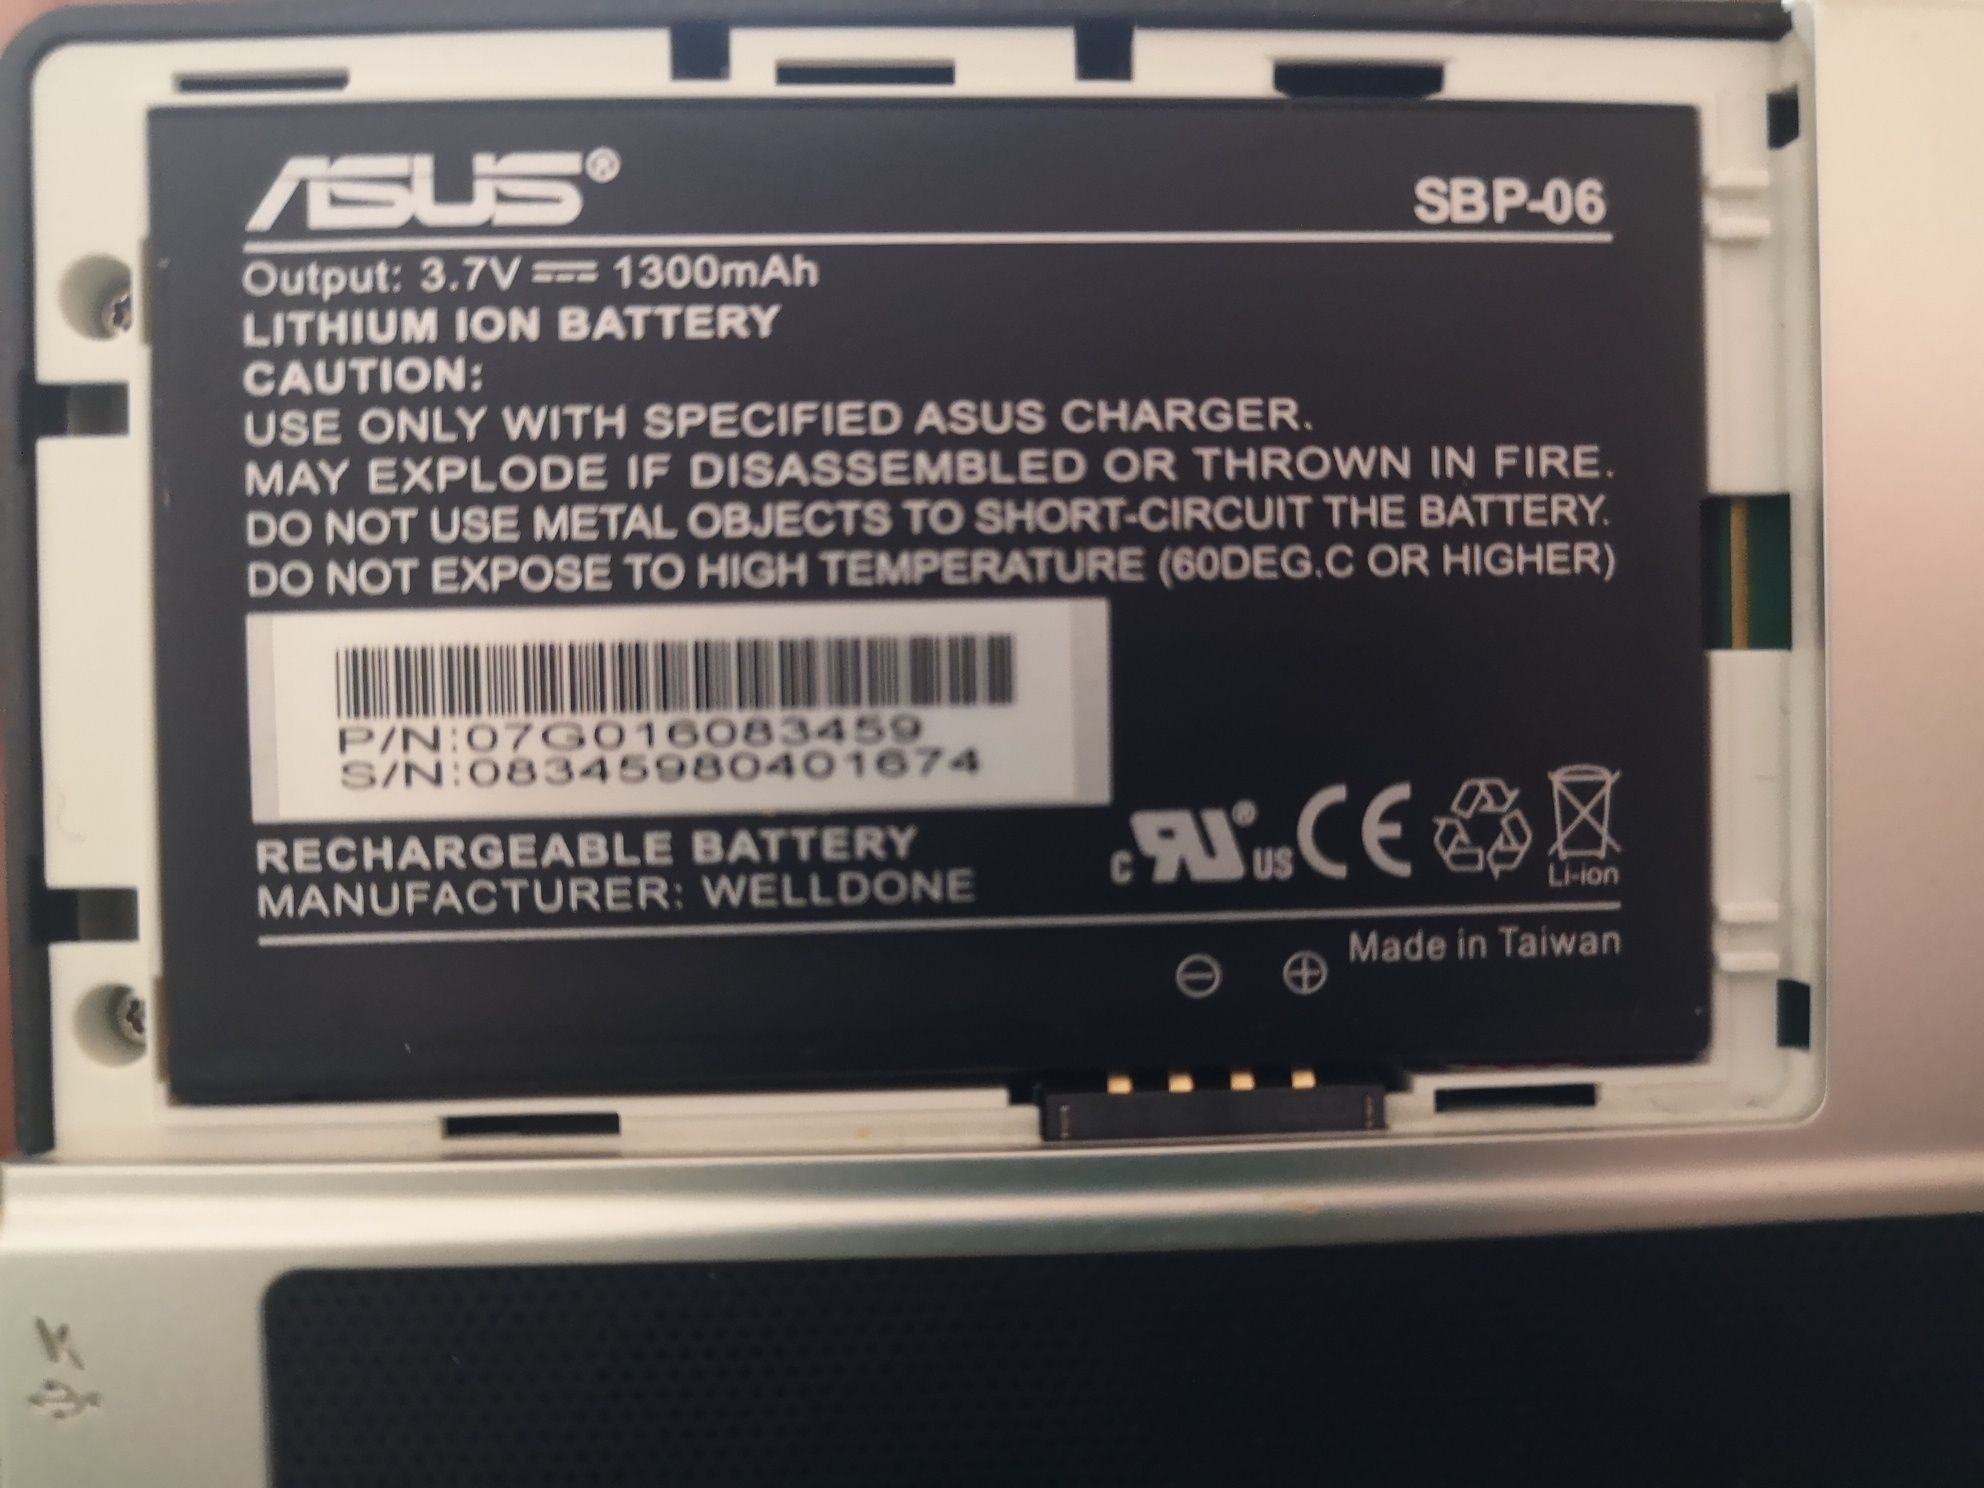 ASUS®
SBP-06
Output: 3.7V ⎓ 1300mAh
LITHIUM ION BATTERY
CAUTION:
USE ONLY WITH SPECIFIED ASUS CHARGER.
MAY EXPLODE IF DISASSEMBLED OR THROWN IN FIRE.
DO NOT USE METAL OBJECTS TO SHORT-CIRCUIT THE BATTERY.
DO NOT EXPOSE TO HIGH TEMPERATURE (60DEG.C OR HIGHER)
P/N:07G016083459
S/N:08345980401674
RECHARGEABLE BATTERY
MANUFACTURER: WELLDONE
c RU® US CE
Li-ion
Made in Taiwan
⊖ ⊕